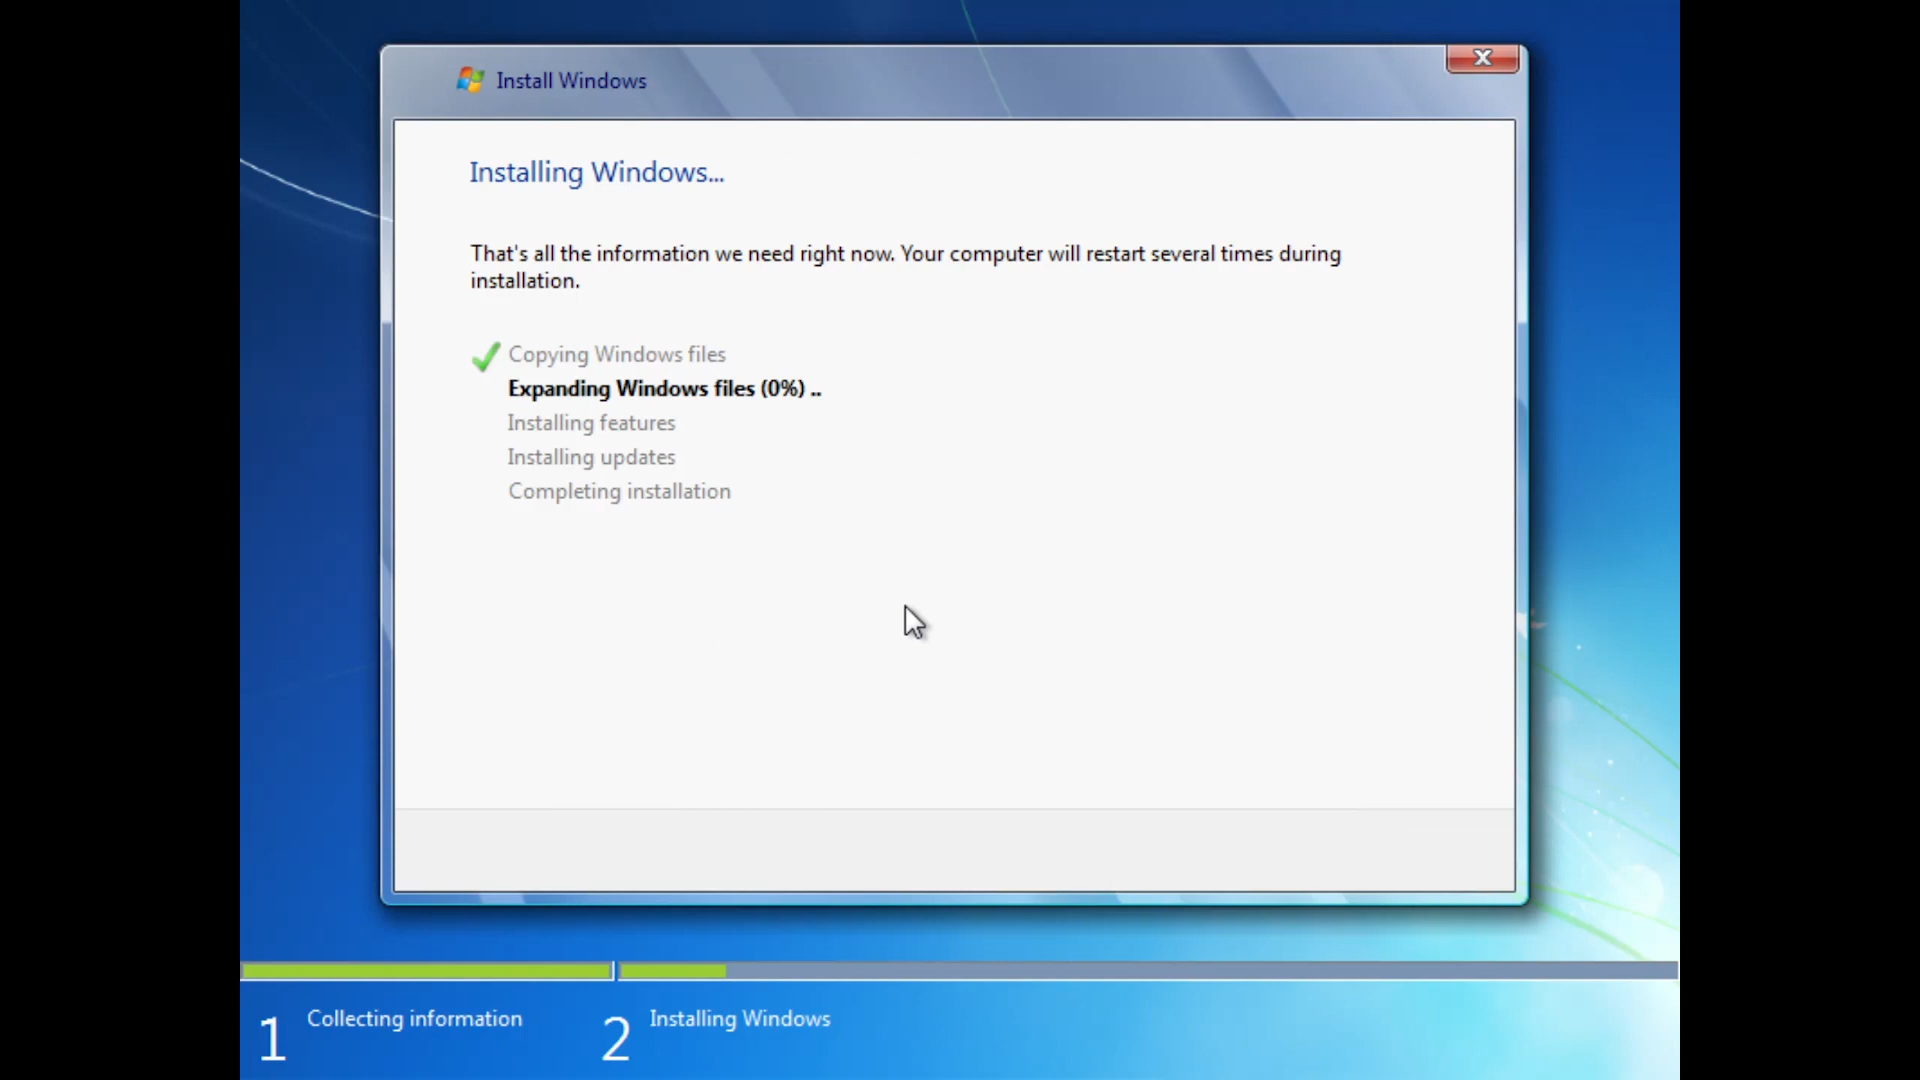 Install Windows
Installing Windows...
That's all the information we need right now. Your computer will restart several times during
installation.
Copying Windows files
Expanding Windows files (0%) ..
Installing features
Installing updates
Completing installation
1 Collecting information
2 Installing Windows